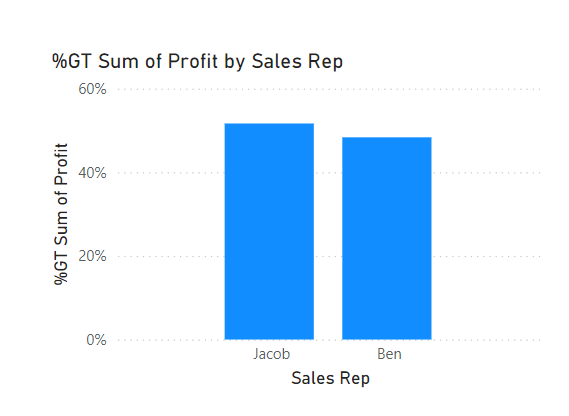 %GT Sum of Profit by Sales Rep
60%
40%
20%
0%
%GT Sum of Profit
Jacob
Ben
Sales Rep